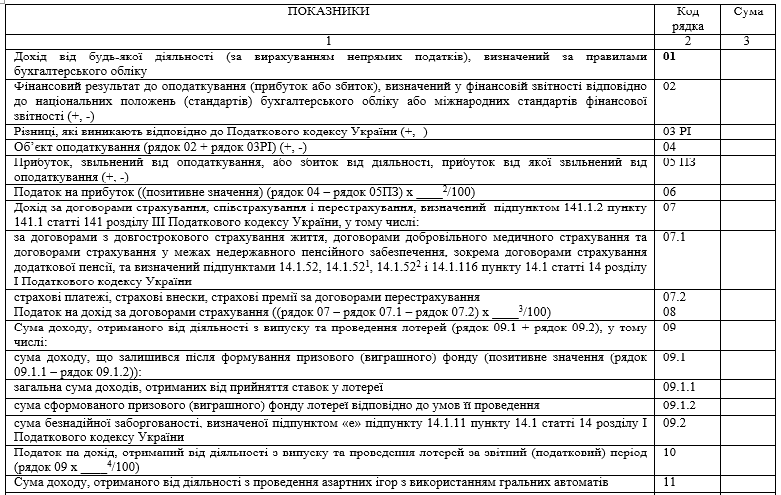 ПОКАЗНИКИ Код рядка Сума
1 2 3
Дохід від будь-якої діяльності (за вирахуванням непрямих податків), визначений за правилами 01
бухгалтерського обліку
Фінансовий результат до оподаткування (прибуток або збиток), визначений у фінансовій звітності відповідно 02
до національних положень (стандартів) бухгалтерського обліку або міжнародних стандартів фінансової
звітності (+, -)
Різниці, які виникають відповідно до Податкового кодексу України (+, ) 03 РІ
Об’єкт оподаткування (рядок 02 + рядок 03РІ) (+, -) 04
Прибуток, звільнений від оподаткування, або збиток від діяльності, прибуток від якої звільнений від 05 ПЗ
оподаткування (+, -)
Податок на прибуток ((позитивне значення) (рядок 04 – рядок 05ПЗ) х ____²/100) 06
Дохід за договорами страхування, співстрахування і перестрахування, визначений підпунктом 141.1.2 пункту 07
141.1 статті 141 розділу III Податкового кодексу України, у тому числі:
за договорами з довгострокового страхування життя, договорами добровільного медичного страхування та 07.1
договорами страхування у межах недержавного пенсійного забезпечення, зокрема договорами страхування
додаткової пенсії, та визначений підпунктами 14.1.52, 14.1.52¹, 14.1.52² і 14.1.116 пункту 14.1 статті 14 розділу
І Податкового кодексу України
страхові платежі, страхові внески, страхові премії за договорами перестрахування 07.2
Податок на дохід за договорами страхування ((рядок 07 – рядок 07.1 – рядок 07.2) х ____³/100) 08
Сума доходу, отриманого від діяльності з випуску та проведення лотерей (рядок 09.1 + рядок 09.2), у тому 09
числі:
сума доходу, що залишився після формування призового (виграшного) фонду (позитивне значення (рядок 09.1
09.1.1 – рядок 09.1.2)):
загальна сума доходів, отриманих від прийняття ставок у лотереї 09.1.1
сума сформованого призового (виграшного) фонду лотереї відповідно до умов її проведення 09.1.2
сума безнадійної заборгованості, визначеної підпунктом «е» підпункту 14.1.11 пункту 14.1 статті 14 розділу І 09.2
Податкового кодексу України
Податок на дохід, отриманий від діяльності з випуску та проведення лотерей за звітний (податковий) період 10
(рядок 09 х ____⁴/100)
Сума доходу, отриманого від діяльності з проведення азартних ігор з використанням гральних автоматів 11